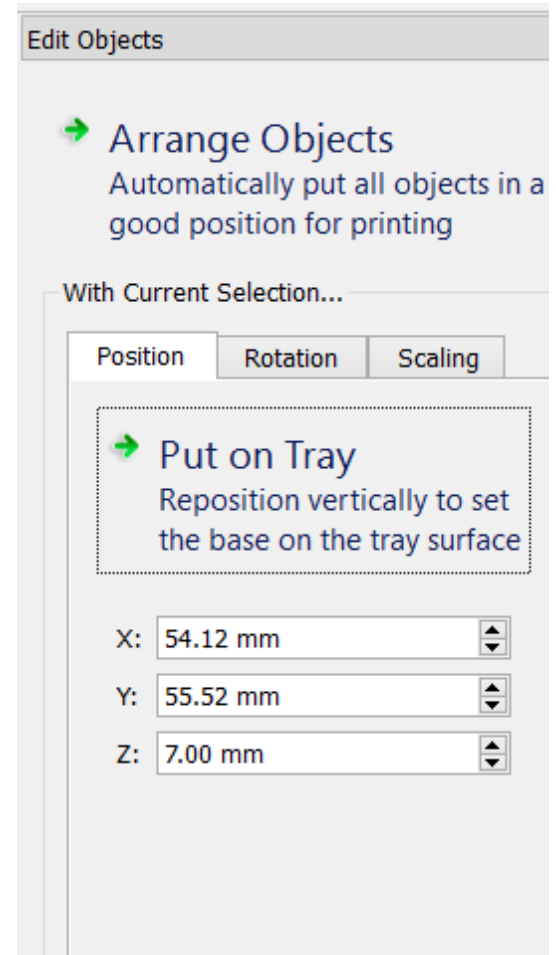 Edit Objects
Arrange Objects
Automatically put all objects in a
good position for printing
With Current Selection...
Position Rotation Scaling
Put on Tray
Reposition vertically to set
the base on the tray surface
X: 54.12 mm
Y: 55.52 mm
Z: 7.00 mm